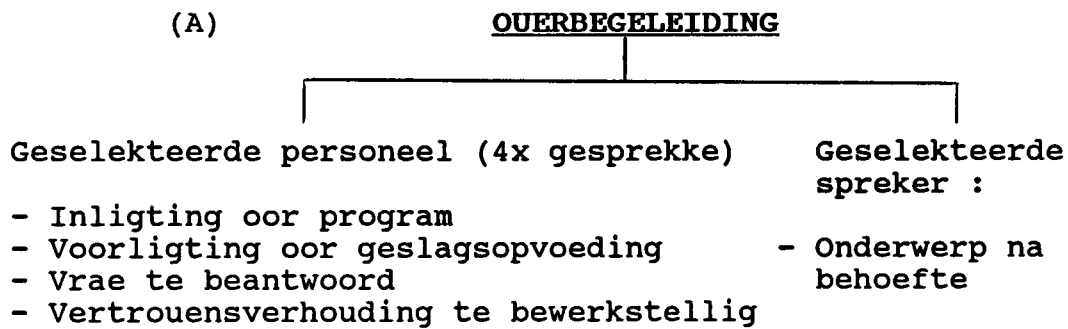 (A) OUERBEGELEIDING
Geselekteerde personeel (4x gesprekke)
- Inligting oor program
- Voorligting oor geslagsopvoeding
- Vrae te beantwoord
- Vertrouensverhouding te bewerkstellig
Geselekteerde
spreker :
- Onderwerp na
behoefte